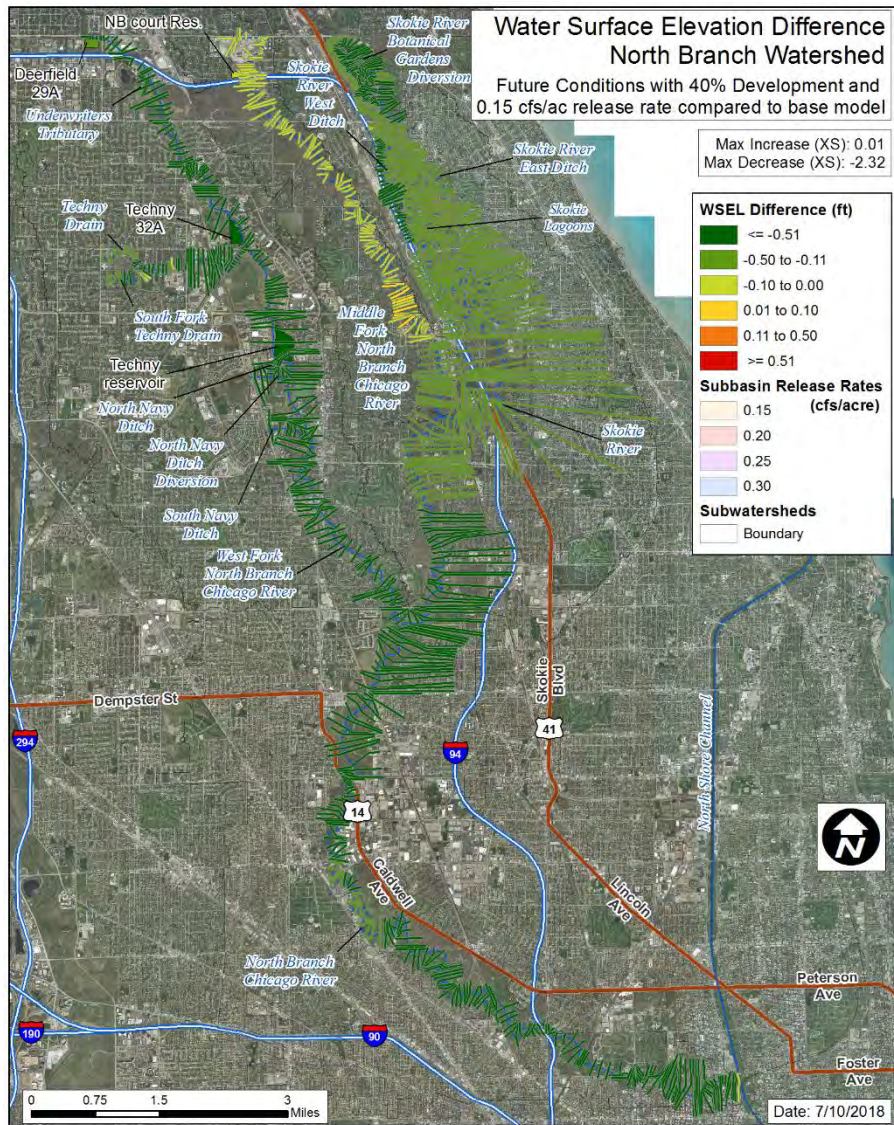 Water Surface Elevation Difference
North Branch Watershed
Future Conditions with 40% Development and
0.15 cfs/ac release rate compared to base model
Max Increase (XS): 0.01
Max Decrease (XS): -2.32
WSEL Difference (ft)
<= -0.51
-0.50 to -0.11
-0.10 to 0.00
0.01 to 0.10
0.11 to 0.50
>= 0.51
Subbasin Release Rates
(cfs/acre)
0.15
0.20
0.25
0.30
Subwatersheds
Boundary
NB court Res.
Deerfield
29A
Underwriters
Tributary
Skokie
River
West
Ditch
Skokie River
Botanical
Gardens
Diversion
Skokie River
East Ditch
Skokie
Lagoons
Techny
Drain
Techny
32A
South Fork
Techny Drain
Middle
Fork
North
Branch
Chicago
River
Techny
reservoir
North Navy
Ditch
North Navy
Ditch
Diversion
South Navy
Ditch
Skokie
River
West Fork
North Branch
Chicago River
Dempster St
Skokie
Blvd
294
94
41
14
North Shore Channel
Caldwell
Ave
Lincoln
Ave
N
North Branch
Chicago River
Peterson
Ave
190
90
Foster
Ave
0 0.75 1.5 3
Miles
Date: 7/10/2018